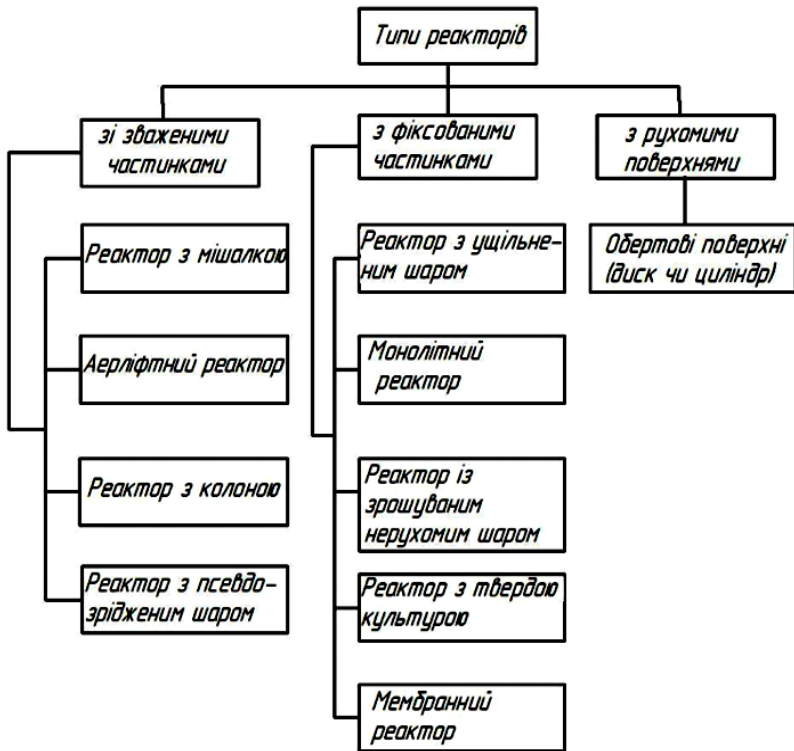 Типи реакторів
зі зваженими
частинками
з фіксованими
частинками
з рухомими
поверхнями
Реактор з мішалкою
Аерліфтний реактор
Реактор з колоною
Реактор з псевдо-
зрідженим шаром
Реактор з ущільне-
ним шаром
Монолітний
реактор
Реактор із
зрошуваним
нерухомим шаром
Реактор з твердою
культурою
Мембранний
реактор
Обертові поверхні
(диск чи циліндр)